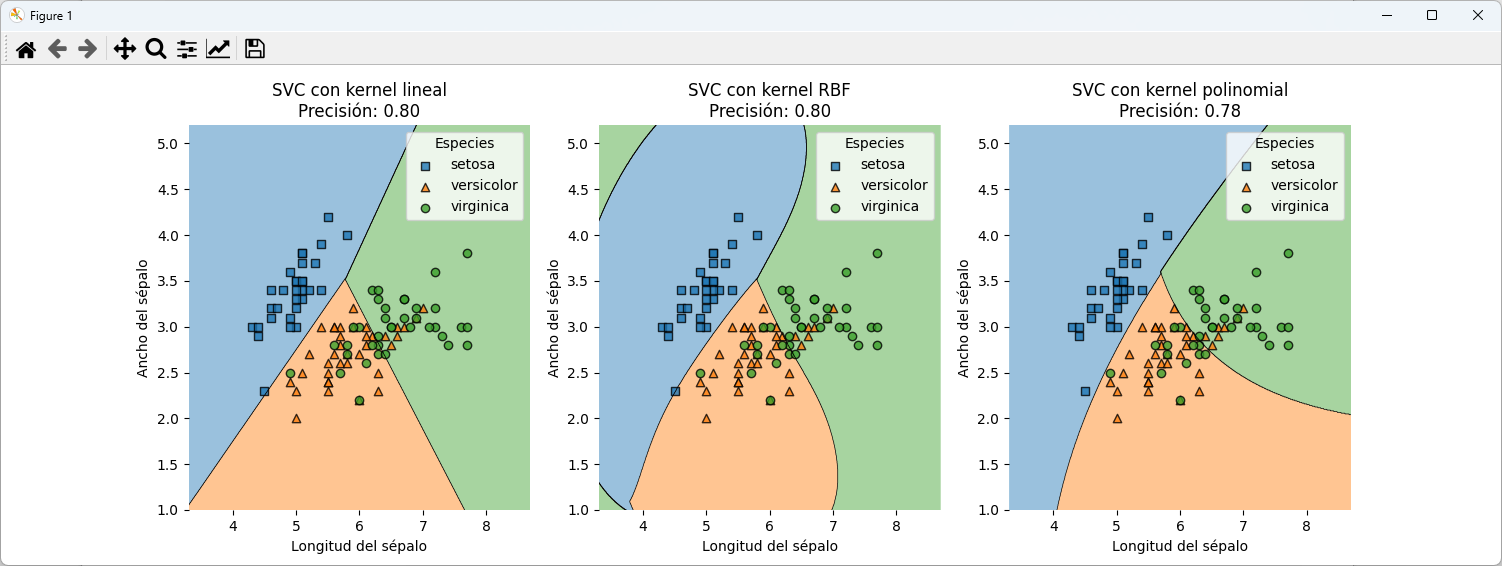 Figure 1
SVC con kernel lineal
Precisión: 0.80
Especies
setosa
versicolor
virginica
5.0
4.5
4.0
3.5
3.0
2.5
2.0
1.5
1.0
Ancho del sépalo
4 5 6 7 8
Longitud del sépalo
SVC con kernel RBF
Precisión: 0.80
Especies
setosa
versicolor
virginica
5.0
4.5
4.0
3.5
3.0
2.5
2.0
1.5
1.0
Ancho del sépalo
4 5 6 7 8
Longitud del sépalo
SVC con kernel polinomial
Precisión: 0.78
Especies
setosa
versicolor
virginica
5.0
4.5
4.0
3.5
3.0
2.5
2.0
1.5
1.0
Ancho del sépalo
4 5 6 7 8
Longitud del sépalo